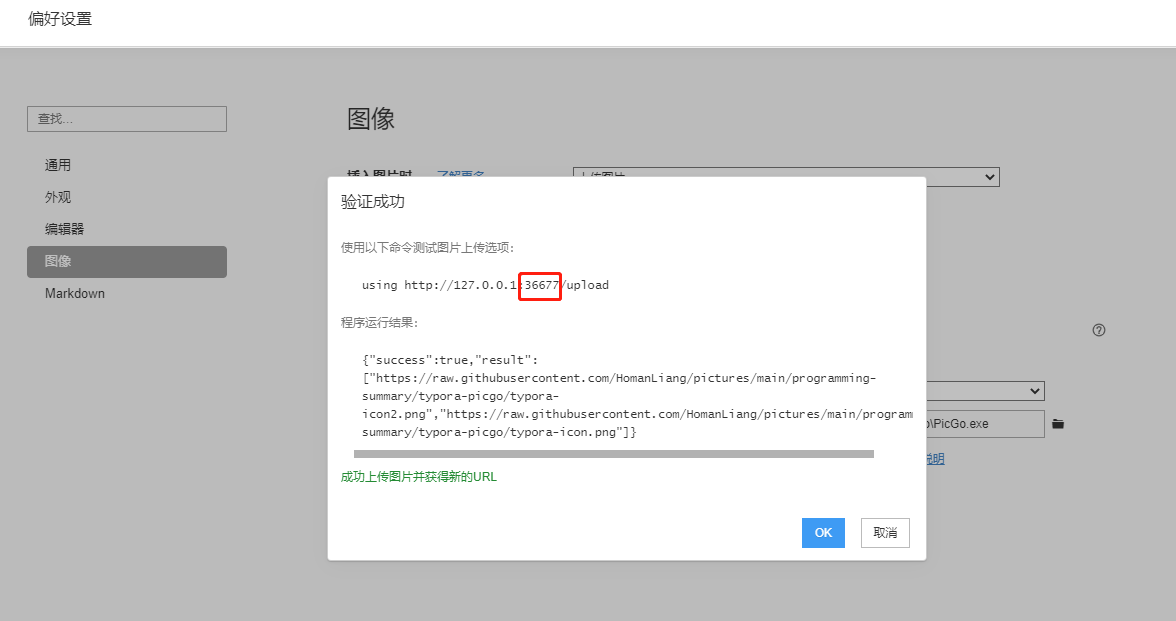 偏好设置
查找...
图像
通用
外观
编辑器
图像
Markdown
插入图片时
了解更多
上传图片
验证成功
使用以下命令测试图片上传选项:
using http://127.0.0.1:36677/upload
程序运行结果:
{"success":true,"result":
["https://raw.githubusercontent.com/HomanLiang/pictures/main/programming-
summary/typora-picgo/typora-
icon2.png","https://raw.githubusercontent.com/HomanLiang/pictures/main/program
summary/typora-picgo/typora-icon.png"]}
成功上传图片并获得新的URL
OK
取消
\PicGo.exe
说明